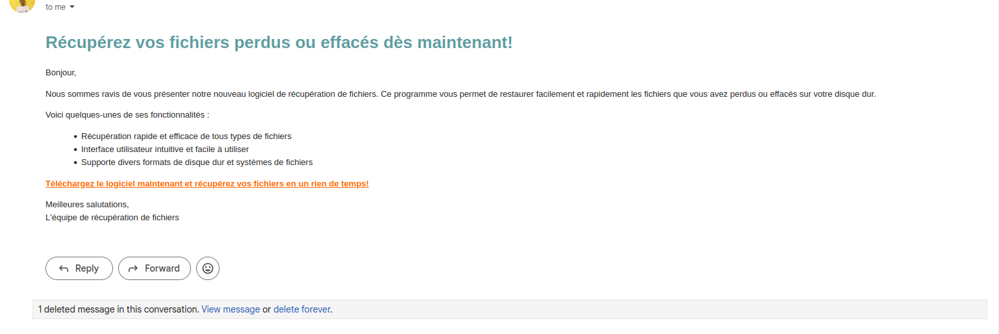 to me
Récupérez vos fichiers perdus ou effacés dès maintenant!
Bonjour,
Nous sommes ravis de vous présenter notre nouveau logiciel de récupération de fichiers. Ce programme vous permet de restaurer facilement et rapidement les fichiers que vous avez perdus ou effacés sur votre disque dur.
Voici quelques-unes de ses fonctionnalités :
• Récupération rapide et efficace de tous types de fichiers
• Interface utilisateur intuitive et facile à utiliser
• Supporte divers formats de disque dur et systèmes de fichiers
Téléchargez le logiciel maintenant et récupérez vos fichiers en un rien de temps!
Meilleures salutations,
L'équipe de récupération de fichiers
Reply Forward
1 deleted message in this conversation. View message or delete forever.